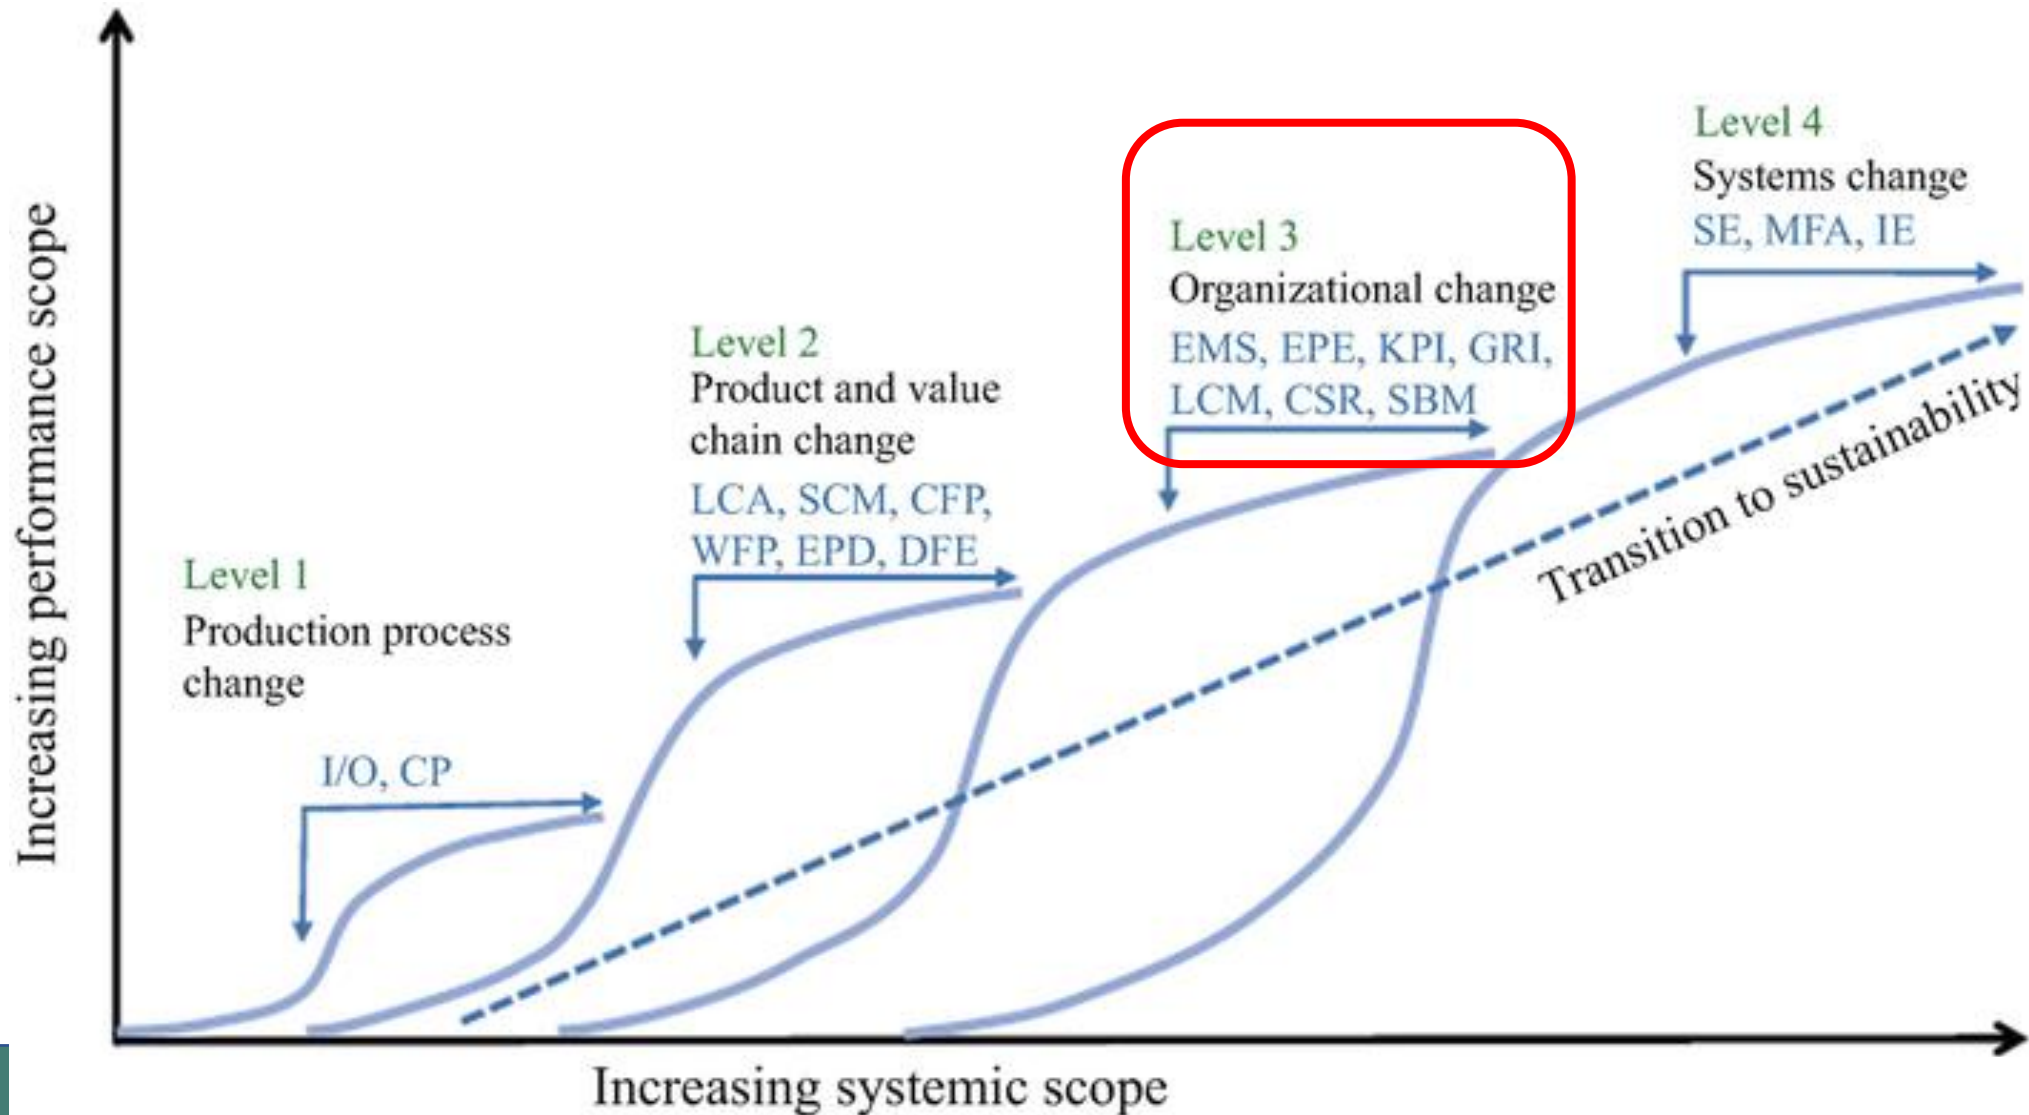 Increasing performance scope
Level 1
Production process
change
I/O, CP
Level 2
Product and value
chain change
LCA, SCM, CFP,
WFP, EPD, DFE
Level 3
Organizational change
EMS, EPE, KPI, GRI,
LCM, CSR, SBM
Level 4
Systems change
SE, MFA, IE
Transition to sustainability
Increasing systemic scope